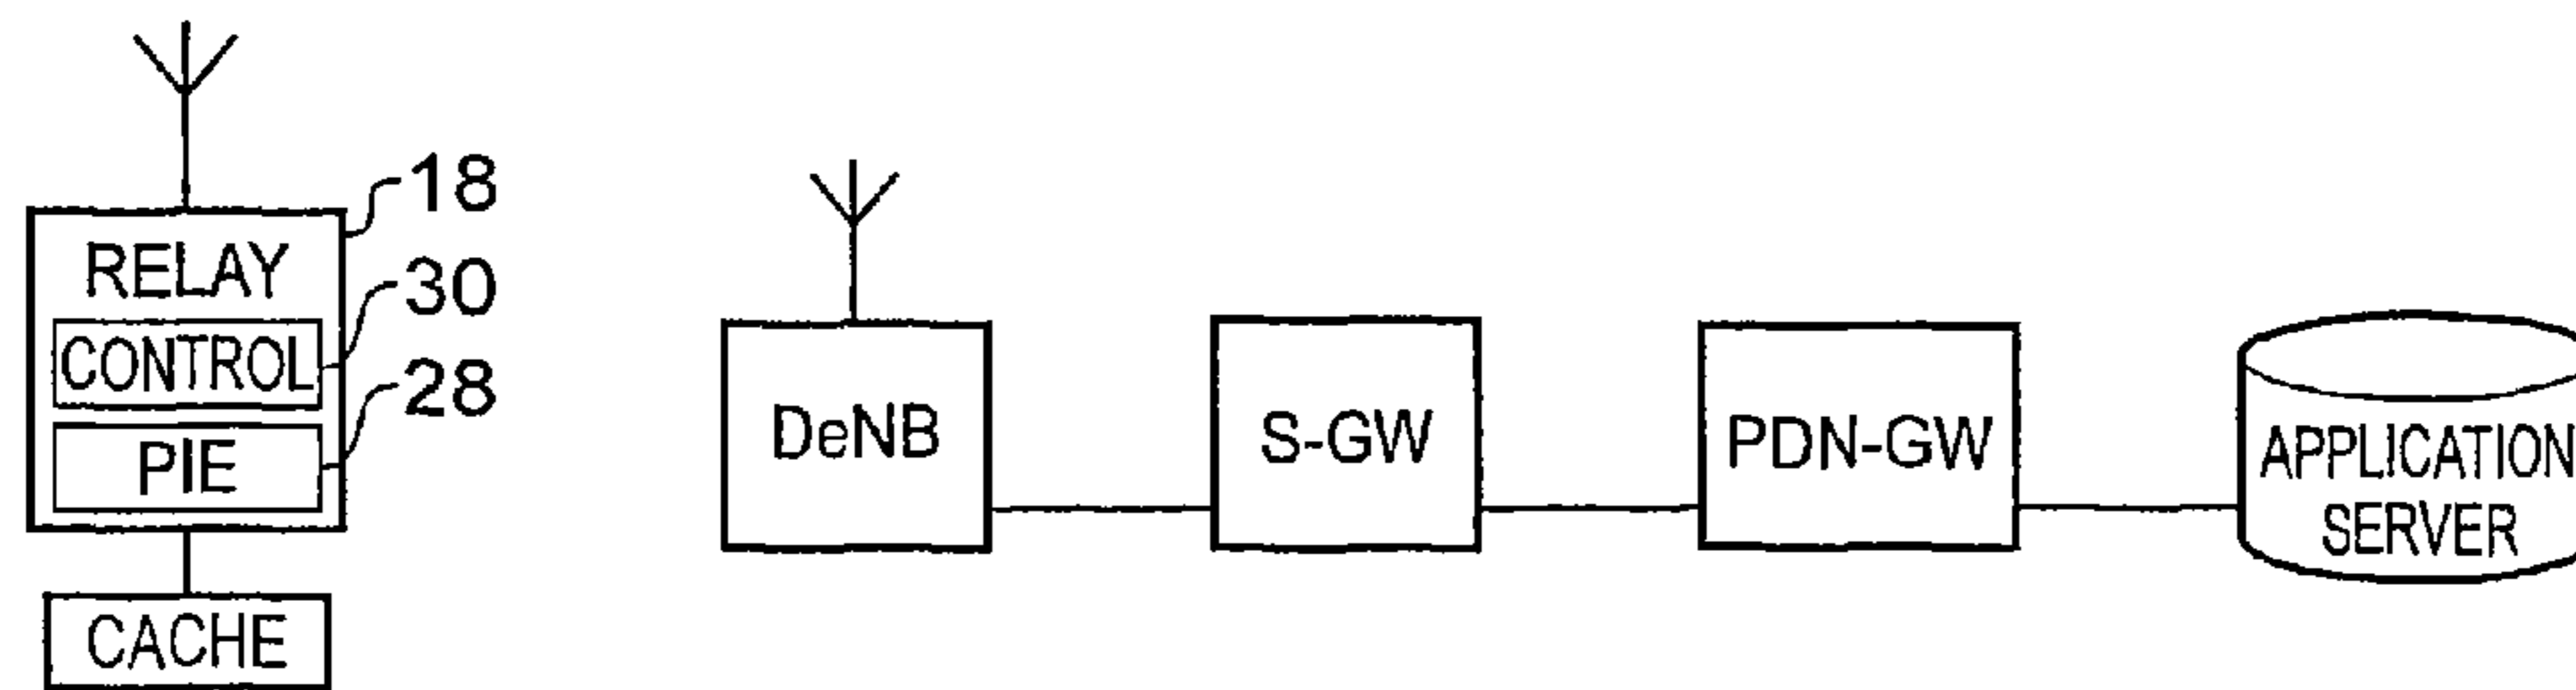 RELAY
18
CONTROL
30
PIE
28
CACHE
DeNB
S-GW
PDN-GW
APPLICATION
SERVER